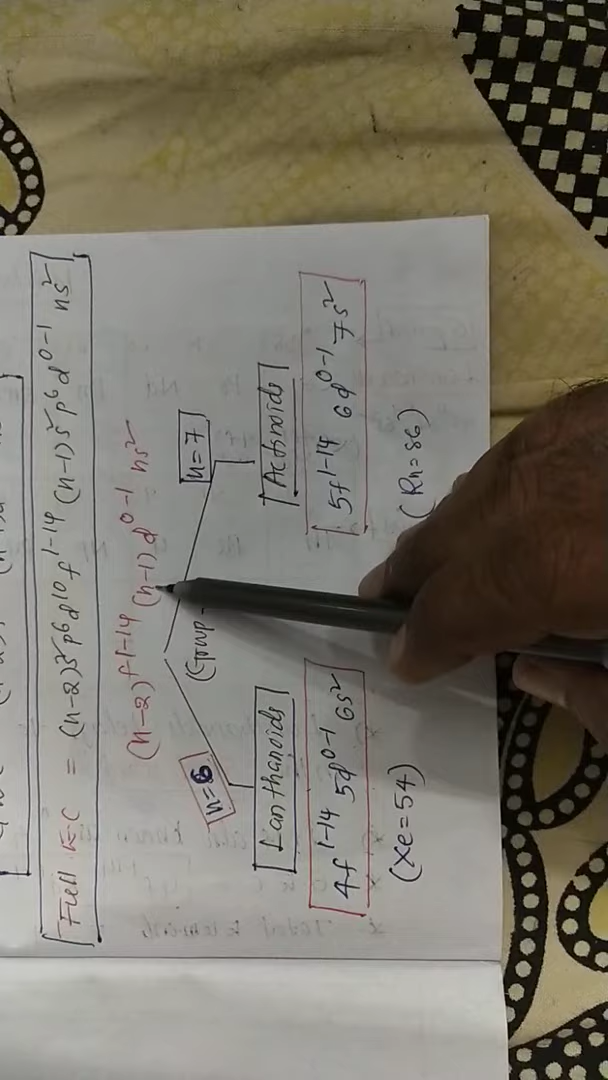 Full E·C = (n-2)s²p⁶d¹⁰f¹⁻¹⁴ (n-1)s²p⁶d⁰⁻¹ ns²
(n-2)f¹⁻¹⁴ (n-1)d⁰⁻¹ ns²
n=6
n=7
(Group-
Lanthanoids
Actinoids
4f¹⁻¹⁴ 5d⁰⁻¹ 6s²
5f¹⁻¹⁴ 6d⁰⁻¹ 7s²
(Xe=54)
(Rn=86)